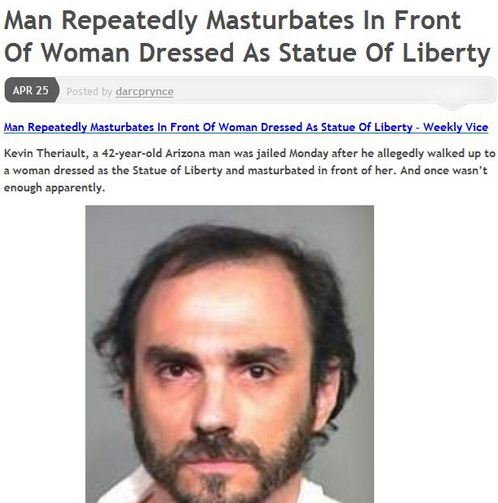 Man Repeatedly Masturbates In Front
Of Woman Dressed As Statue Of Liberty
APR 25
Posted by darcprynce
Man Repeatedly Masturbates In Front Of Woman Dressed As Statue Of Liberty - Weekly Vice
Kevin Theriault, a 42-year-old Arizona man was jailed Monday after he allegedly walked up to
a woman dressed as the Statue of Liberty and masturbated in front of her. And once wasn't
enough apparently.